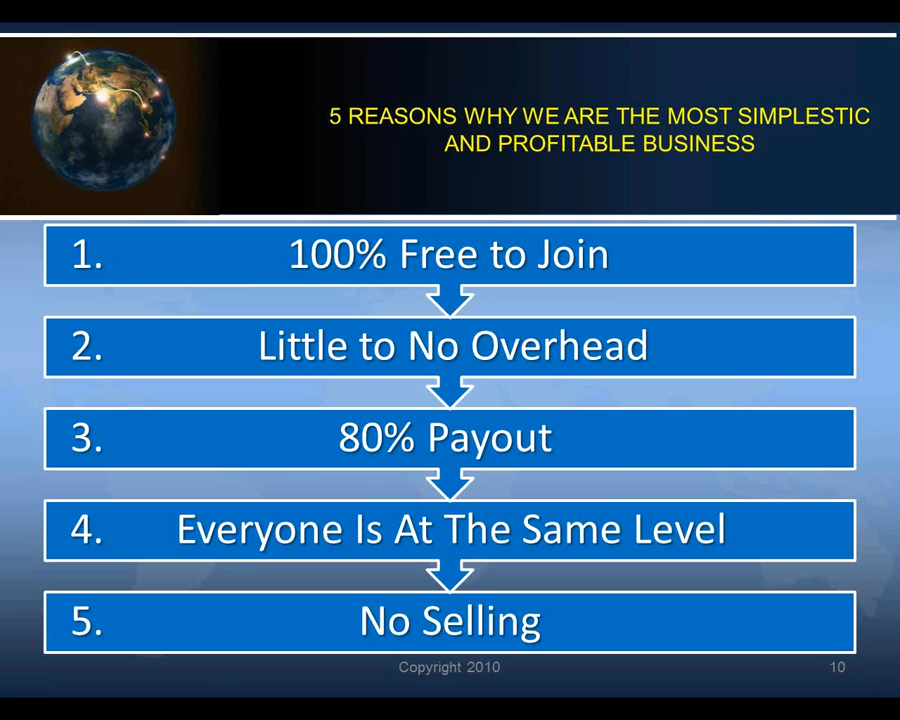 5 REASONS WHY WE ARE THE MOST SIMPLESTIC
AND PROFITABLE BUSINESS
1. 100% Free to Join
2. Little to No Overhead
3. 80% Payout
4. Everyone Is At The Same Level
5. No Selling
Copyright 2010 10